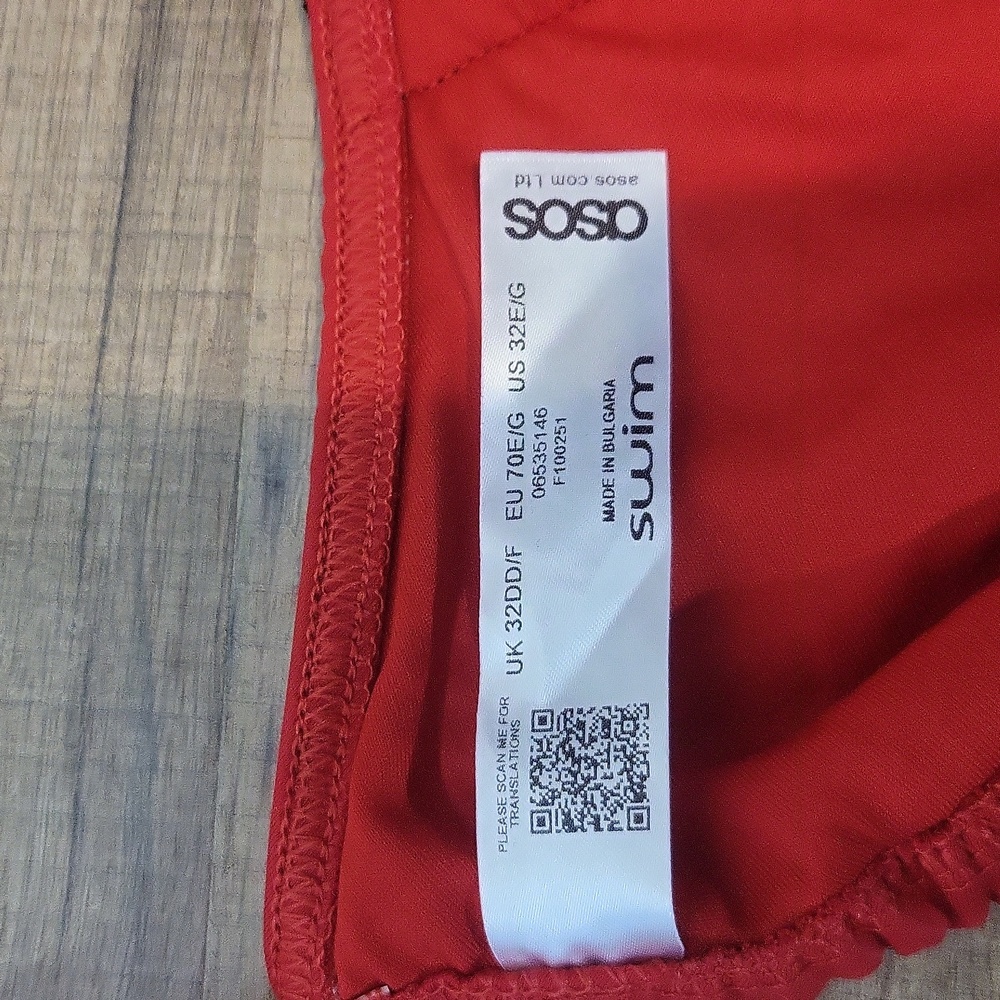 asos.com Ltd
asos
UK 32DD/F EU 70E/G US 32E/G
06535146
F100251
MADE IN BULGARIA
swim
PLEASE SCAN ME FOR
TRANSLATIONS